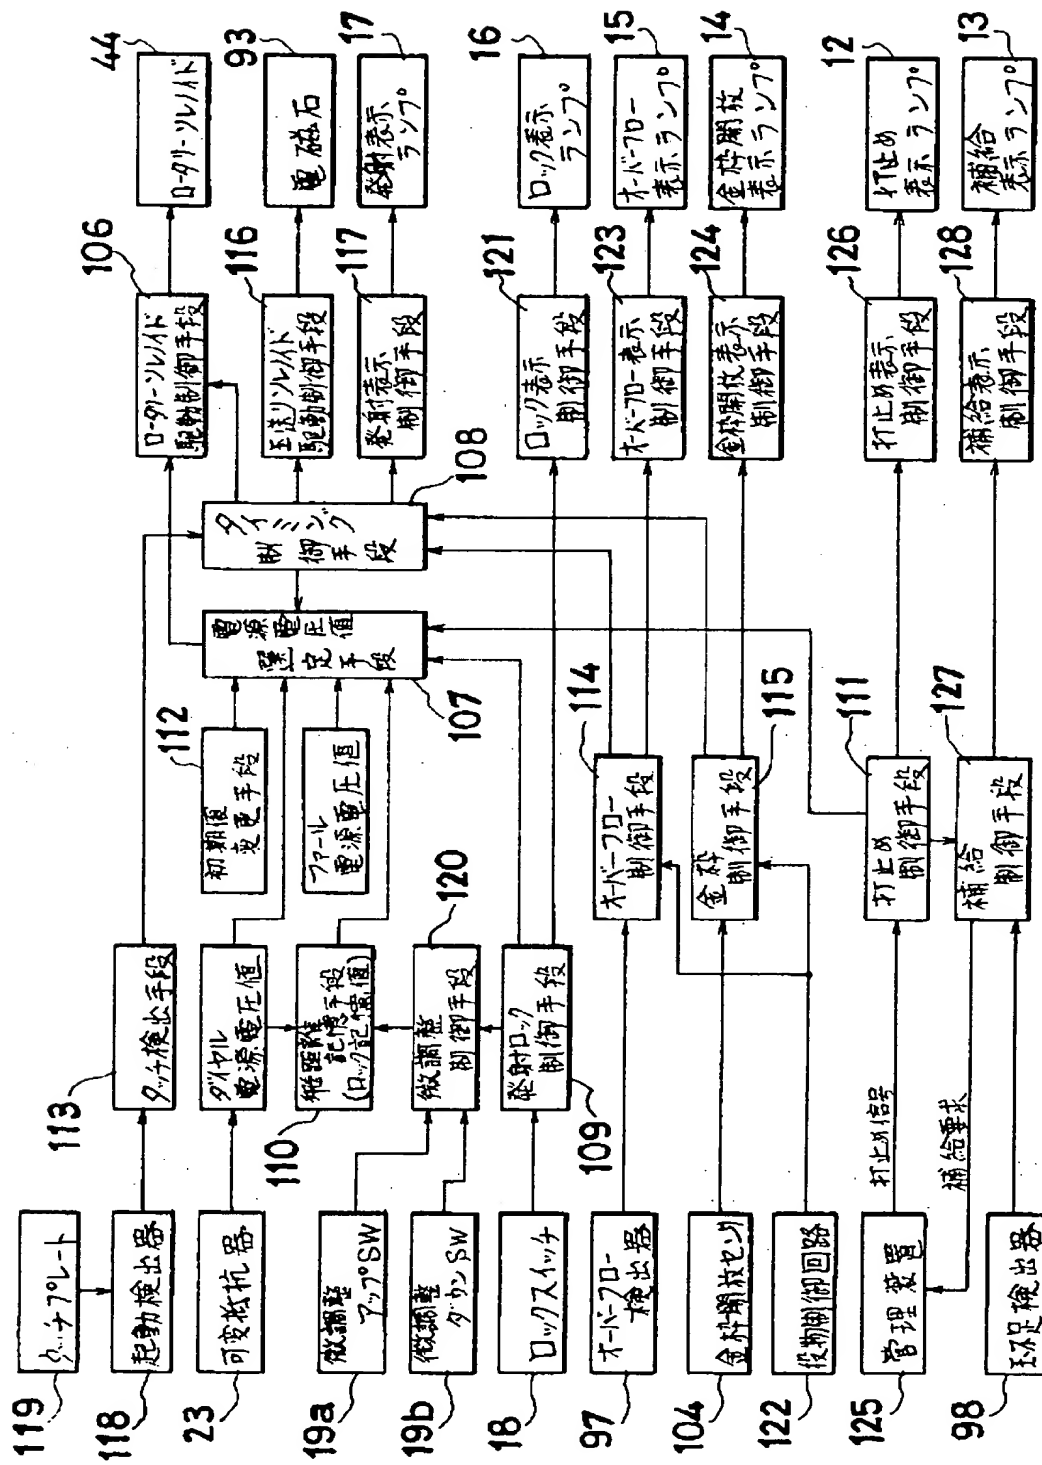 119
タッチプレート
118
起動検出器
23
可変抵抗器
19a
微調整
アップSW
19b
微調整
ダウンSW
18
ロックスイッチ
97
オーバーフロー
検出器
104
金枠開放センサ
122
役物制御回路
125
管理装置
98
玉不足検出器
113
タッチ検出手段
ダイヤル
電源電圧値
110
飛距離
記憶手段
(ロック記憶値)
120
微調整
制御手段
109
発射ロック
制御手段
打止め信号
補給要求
112
初期値
変更手段
ファール
電源電圧値
114
オーバーフロー
制御手段
115
金枠
制御手段
111
打止め
制御手段
127
補給
制御手段
107
電源電圧値
選定手段
108
タイミング
制御手段
106
ロータリーソレノイド
駆動制御手段
116
玉送りソレノイド
駆動制御手段
117
発射表示
制御手段
121
ロック表示
制御手段
123
オーバーフロー表示
制御手段
124
金枠開放表示
制御手段
126
打止め表示
制御手段
128
補給表示
制御手段
44
ロータリーソレノイド
93
電磁石
17
発射表示
ランプ
16
ロック表示
ランプ
15
オーバーフロー
表示ランプ
14
金枠開放
表示ランプ
12
打止め
表示ランプ
13
補給
表示ランプ